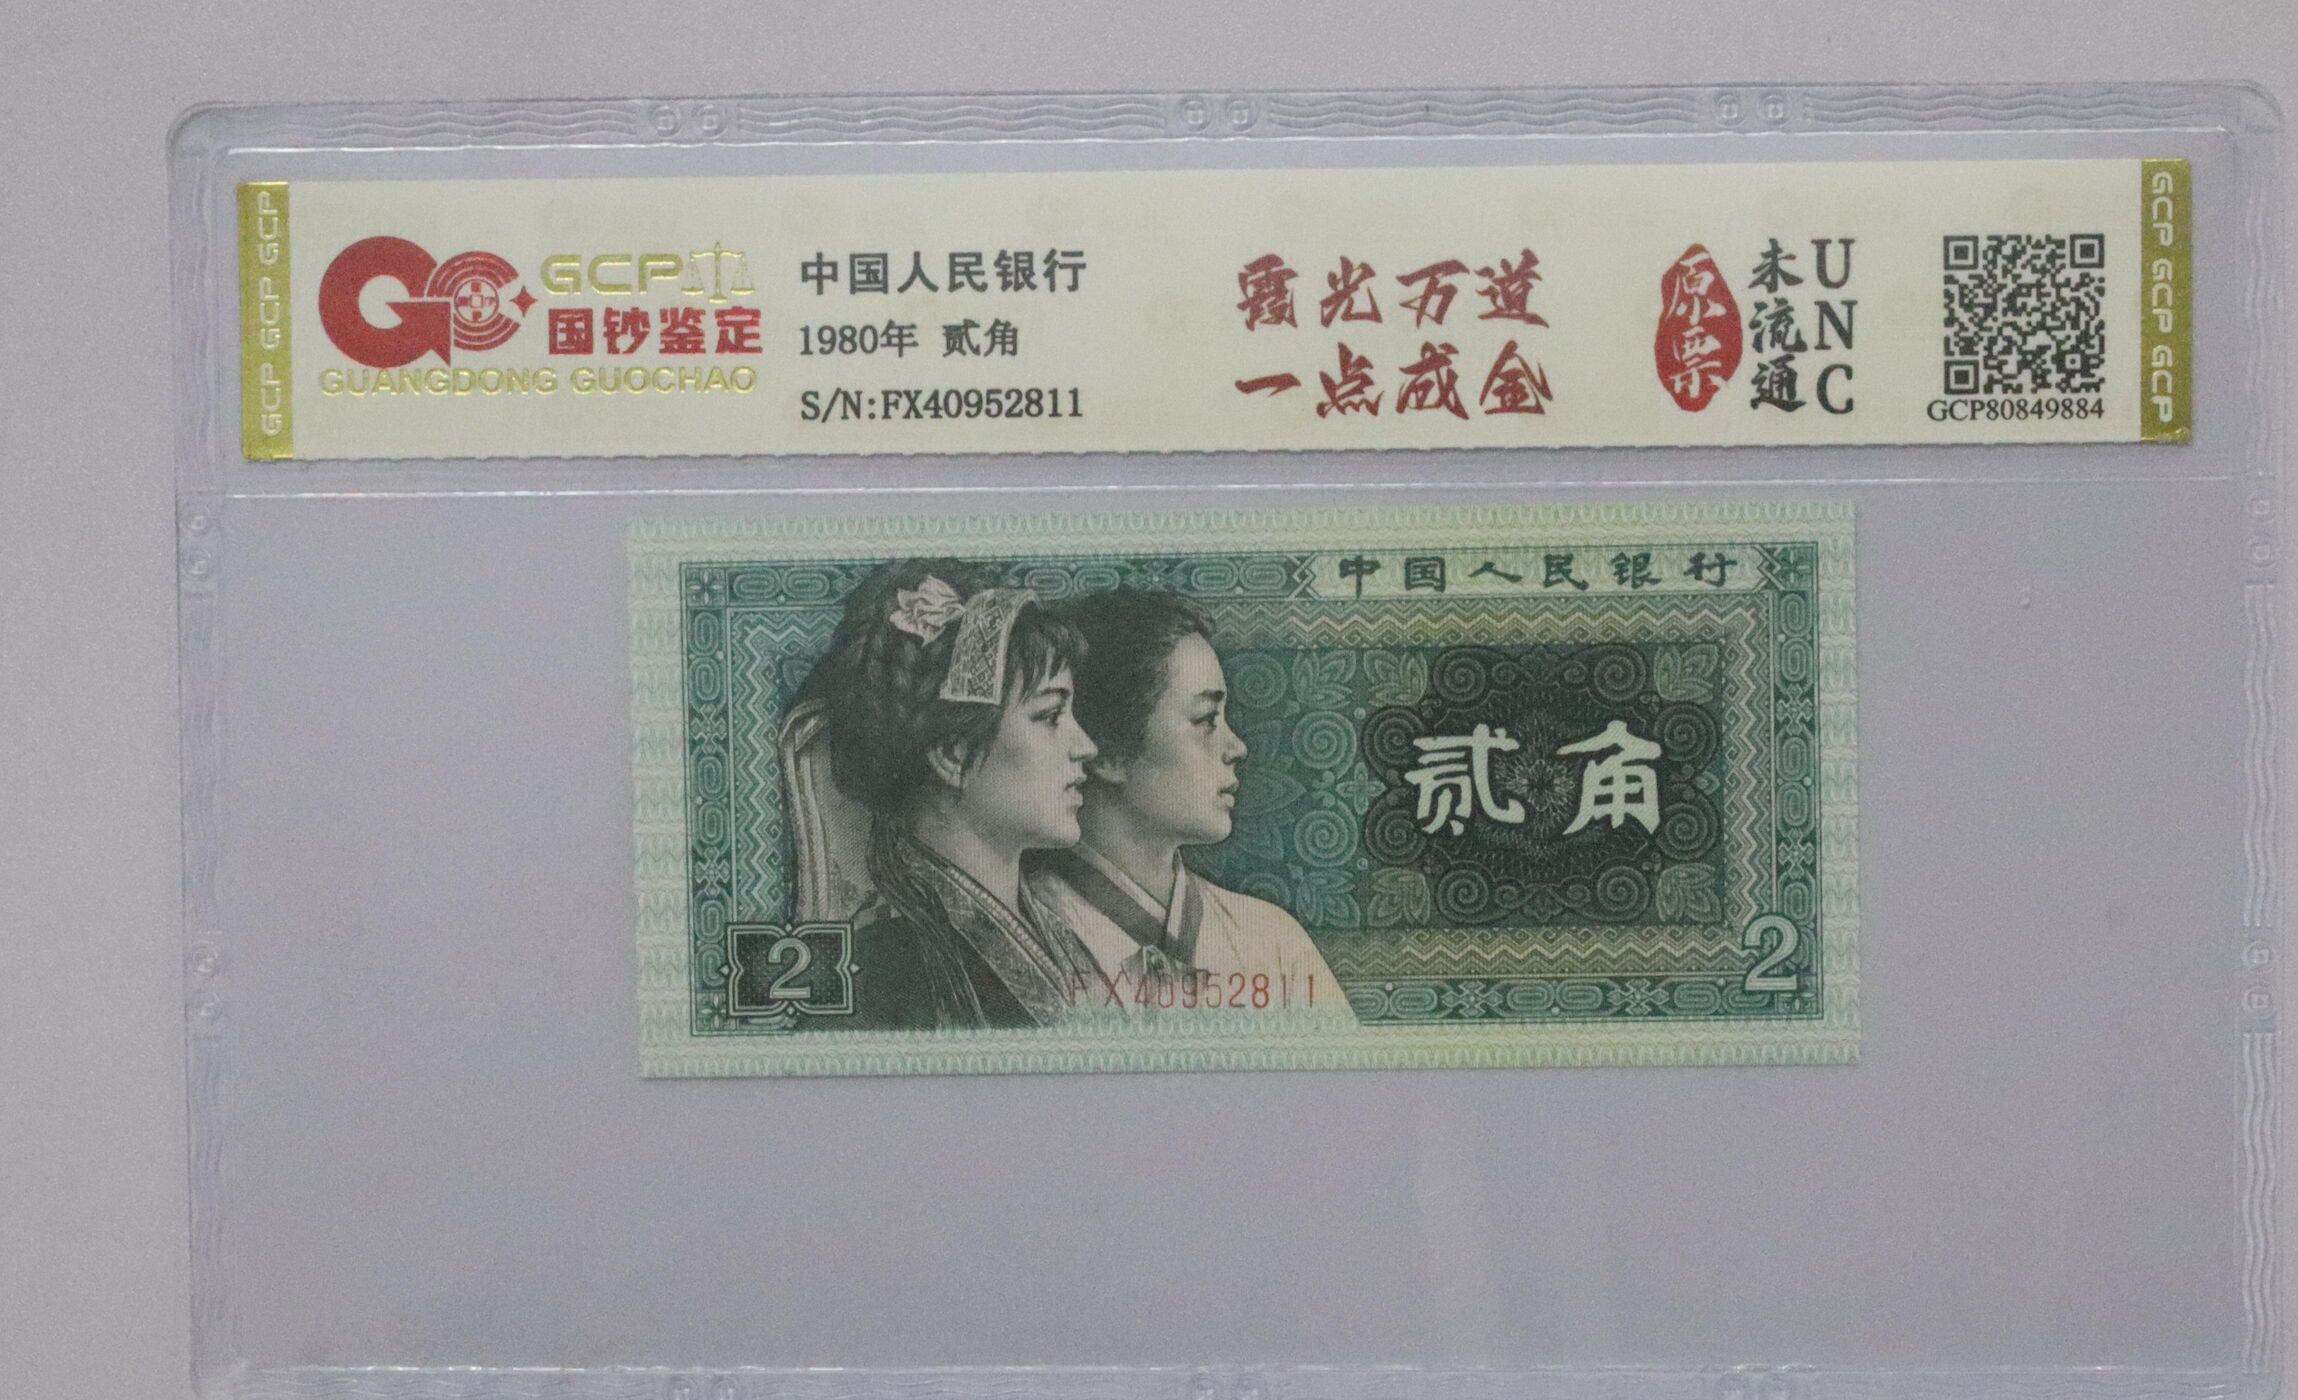 GCP GCP GCP
GCP
国钞鉴定
GUANGDONG GUOCHAO
中国人民银行
1980年 贰角
S/N:FX40952811
霞光万道
一点成金
原票
未流通
UNC
GCP80849884
GCP GCP GCP
中国人民银行
贰角
2
FX40952811
2